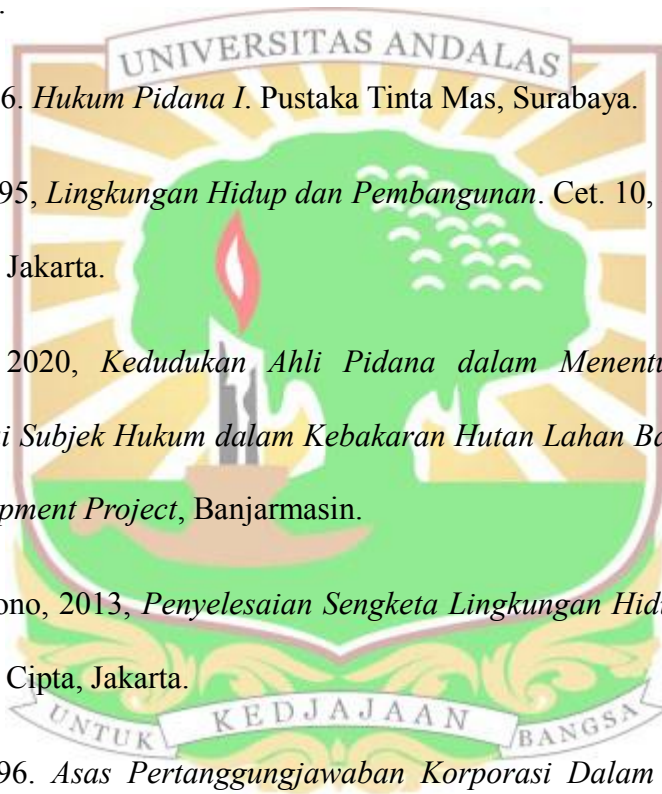 .
UNIVERSITAS ANDALAS
6. Hukum Pidana I. Pustaka Tinta Mas, Surabaya.
95, Lingkungan Hidup dan Pembangunan. Cet. 10,
Jakarta.
2020, Kedudukan Ahli Pidana dalam Menentu
i Subjek Hukum dalam Kebakaran Hutan Lahan Ba
pment Project, Banjarmasin.
ono, 2013, Penyelesaian Sengketa Lingkungan Hid
Cipta, Jakarta.
UNTUK KEDJAJAAN BANGSA
96. Asas Pertanggungjawaban Korporasi Dalam